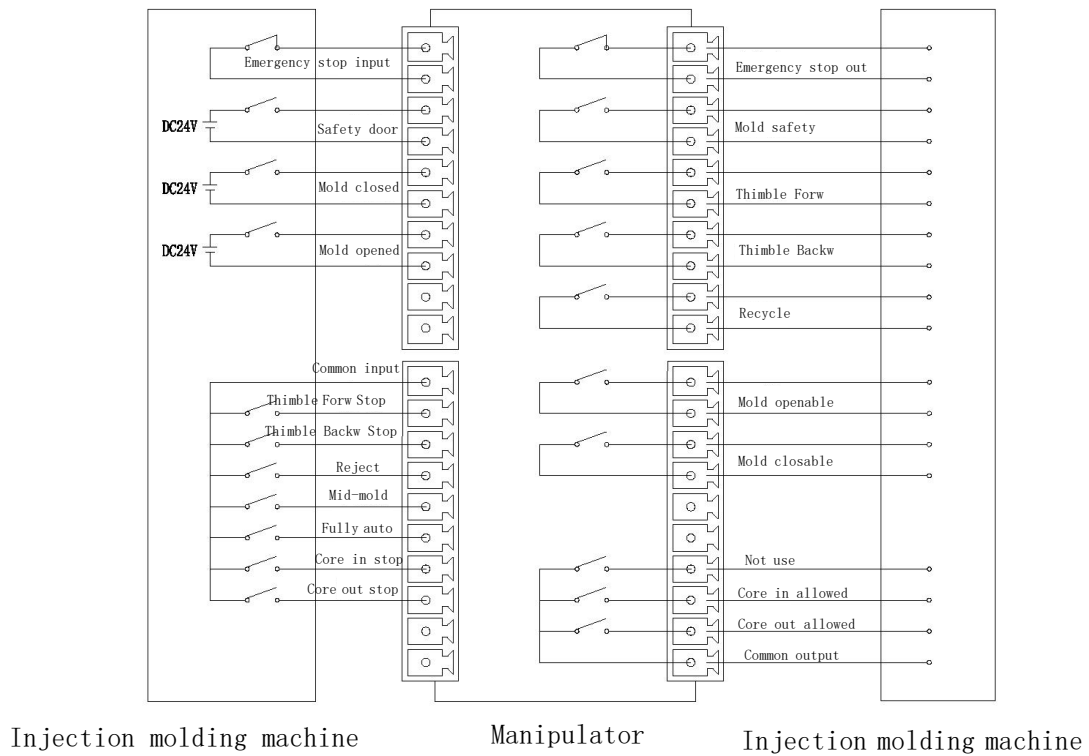 Emergency stop input
DC24V
Safety door
DC24V
Mold closed
DC24V
Mold opened
Common input
Thimble Forw Stop
Thimble Backw Stop
Reject
Mid-mold
Fully auto
Core in stop
Core out stop
Emergency stop out
Mold safety
Thimble Forw
Thimble Backw
Recycle
Mold openable
Mold closable
Not use
Core in allowed
Core out allowed
Common output
Injection molding machine
Manipulator
Injection molding machine